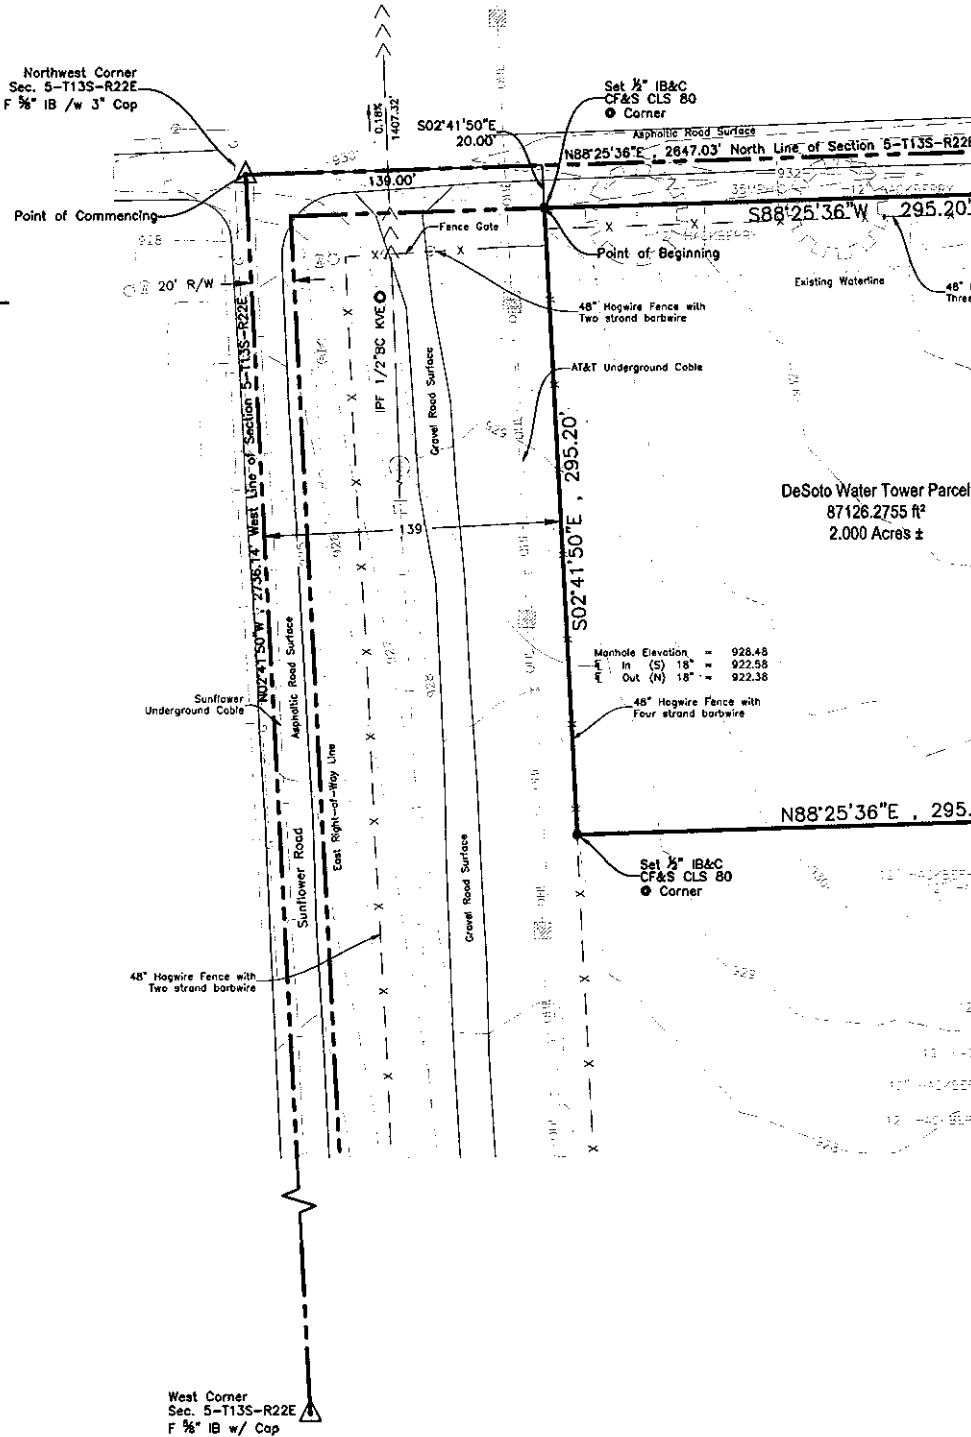 Northwest Corner
Sec. 5-T13S-R22E
F ⅝" IB /w 3" Cap
0.18%
1407.32'
S02°41'50"E
20.00'
Set ½" IB&C
CF&S CLS 80
@ Corner
Asphaltic Road Surface
N88°25'36"E , 2647.03' North Line of Section 5-T13S-R22E
930
139.00'
932
Point of Commencing
S88°25'36"W , 295.20'
928
Fence Gate
Point of Beginning
20' R/W
Existing Waterline
48"
Three
48" Hogwire Fence with
Two strand barbwire
IPF 1/2"BC KVE
Gravel Road Surface
AT&T Underground Cable
S02°41'50"E , 295.20'
DeSoto Water Tower Parcel
87126.2755 ft²
2.000 Acres ±
139
N02°41'50"W , 2736.14' West Line of Section 5-T13S-R22E
Asphaltic Road Surface
Manhole Elevation = 928.48
In (S) 18" = 922.58
Out (N) 18" = 922.38
Sunflower
Underground Cable
48" Hogwire Fence with
Four strand barbwire
East Right-of-Way Line
N88°25'36"E , 295.
Sunflower Road
Gravel Road Surface
Set ½" IB&C
CF&S CLS 80
@ Corner
48" Hogwire Fence with
Two strand barbwire
929
928
West Corner
Sec. 5-T13S-R22E
F ⅝" IB w/ Cap